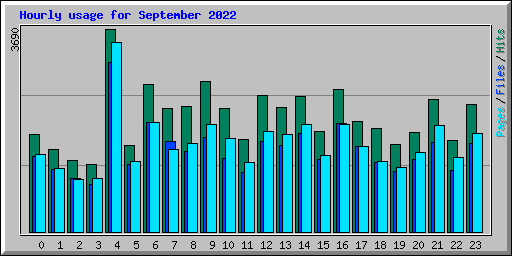 Hourly usage for September 2022
3690
Pages/Files/Hits
0 1 2 3 4 5 6 7 8 9 10 11 12 13 14 15 16 17 18 19 20 21 22 23